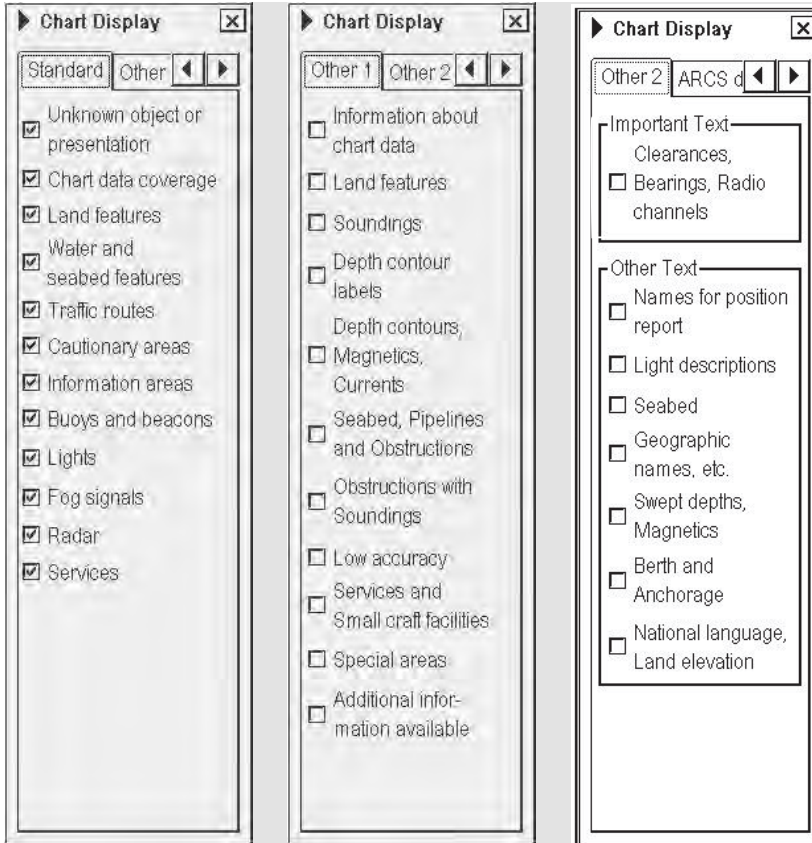 Chart Display
Standard Other
Unknown object or
presentation
Chart data coverage
Land features
Water and
seabed features
Traffic routes
Cautionary areas
Information areas
Buoys and beacons
Lights
Fog signals
Radar
Services
Chart Display
Other 1 Other 2
Information about
chart data
Land features
Soundings
Depth contour
labels
Depth contours,
Magnetics,
Currents
Seabed, Pipelines
and Obstructions
Obstructions with
Soundings
Low accuracy
Services and
Small craft facilities
Special areas
Additional infor-
mation available
Chart Display
Other 2 ARCS d
Important Text
Clearances,
Bearings, Radio
channels
Other Text
Names for position
report
Light descriptions
Seabed
Geographic
names, etc.
Swept depths,
Magnetics
Berth and
Anchorage
National language,
Land elevation